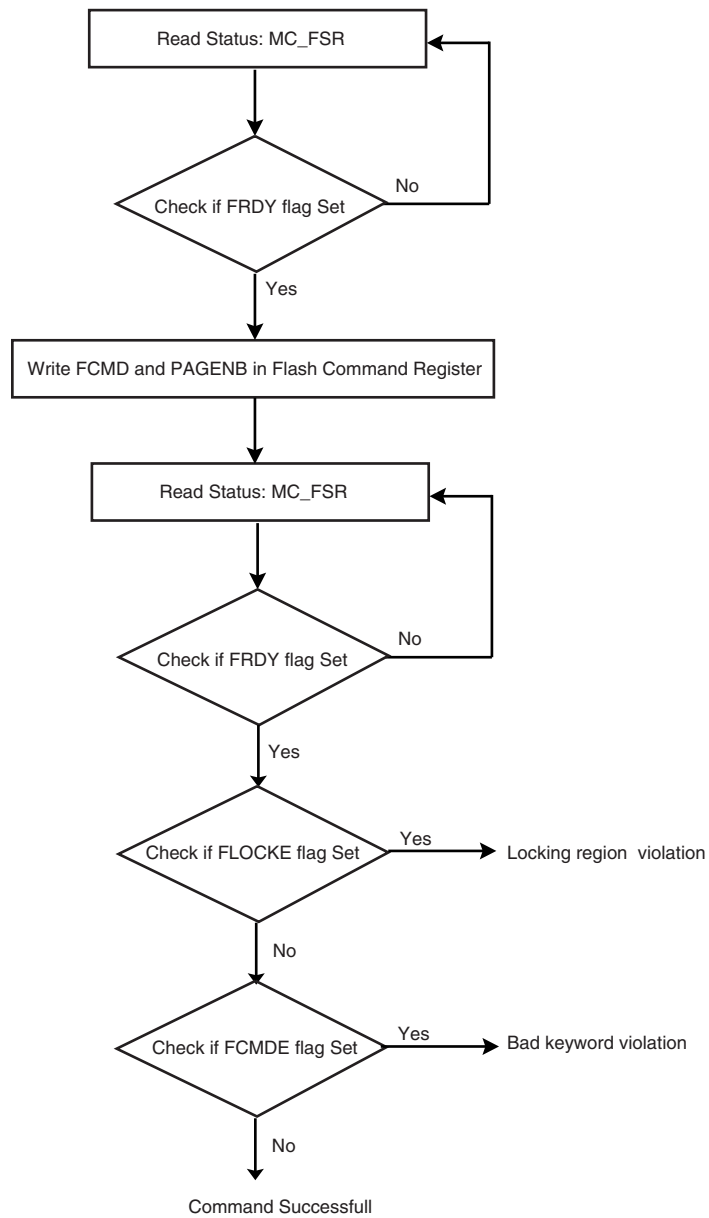 Read Status: MC_FSR
Check if FRDY flag Set
No
Yes
Write FCMD and PAGENB in Flash Command Register
Read Status: MC_FSR
Check if FRDY flag Set
No
Yes
Check if FLOCKE flag Set
Yes
Locking region violation
No
Check if FCMDE flag Set
Yes
Bad keyword violation
No
Command Successfull